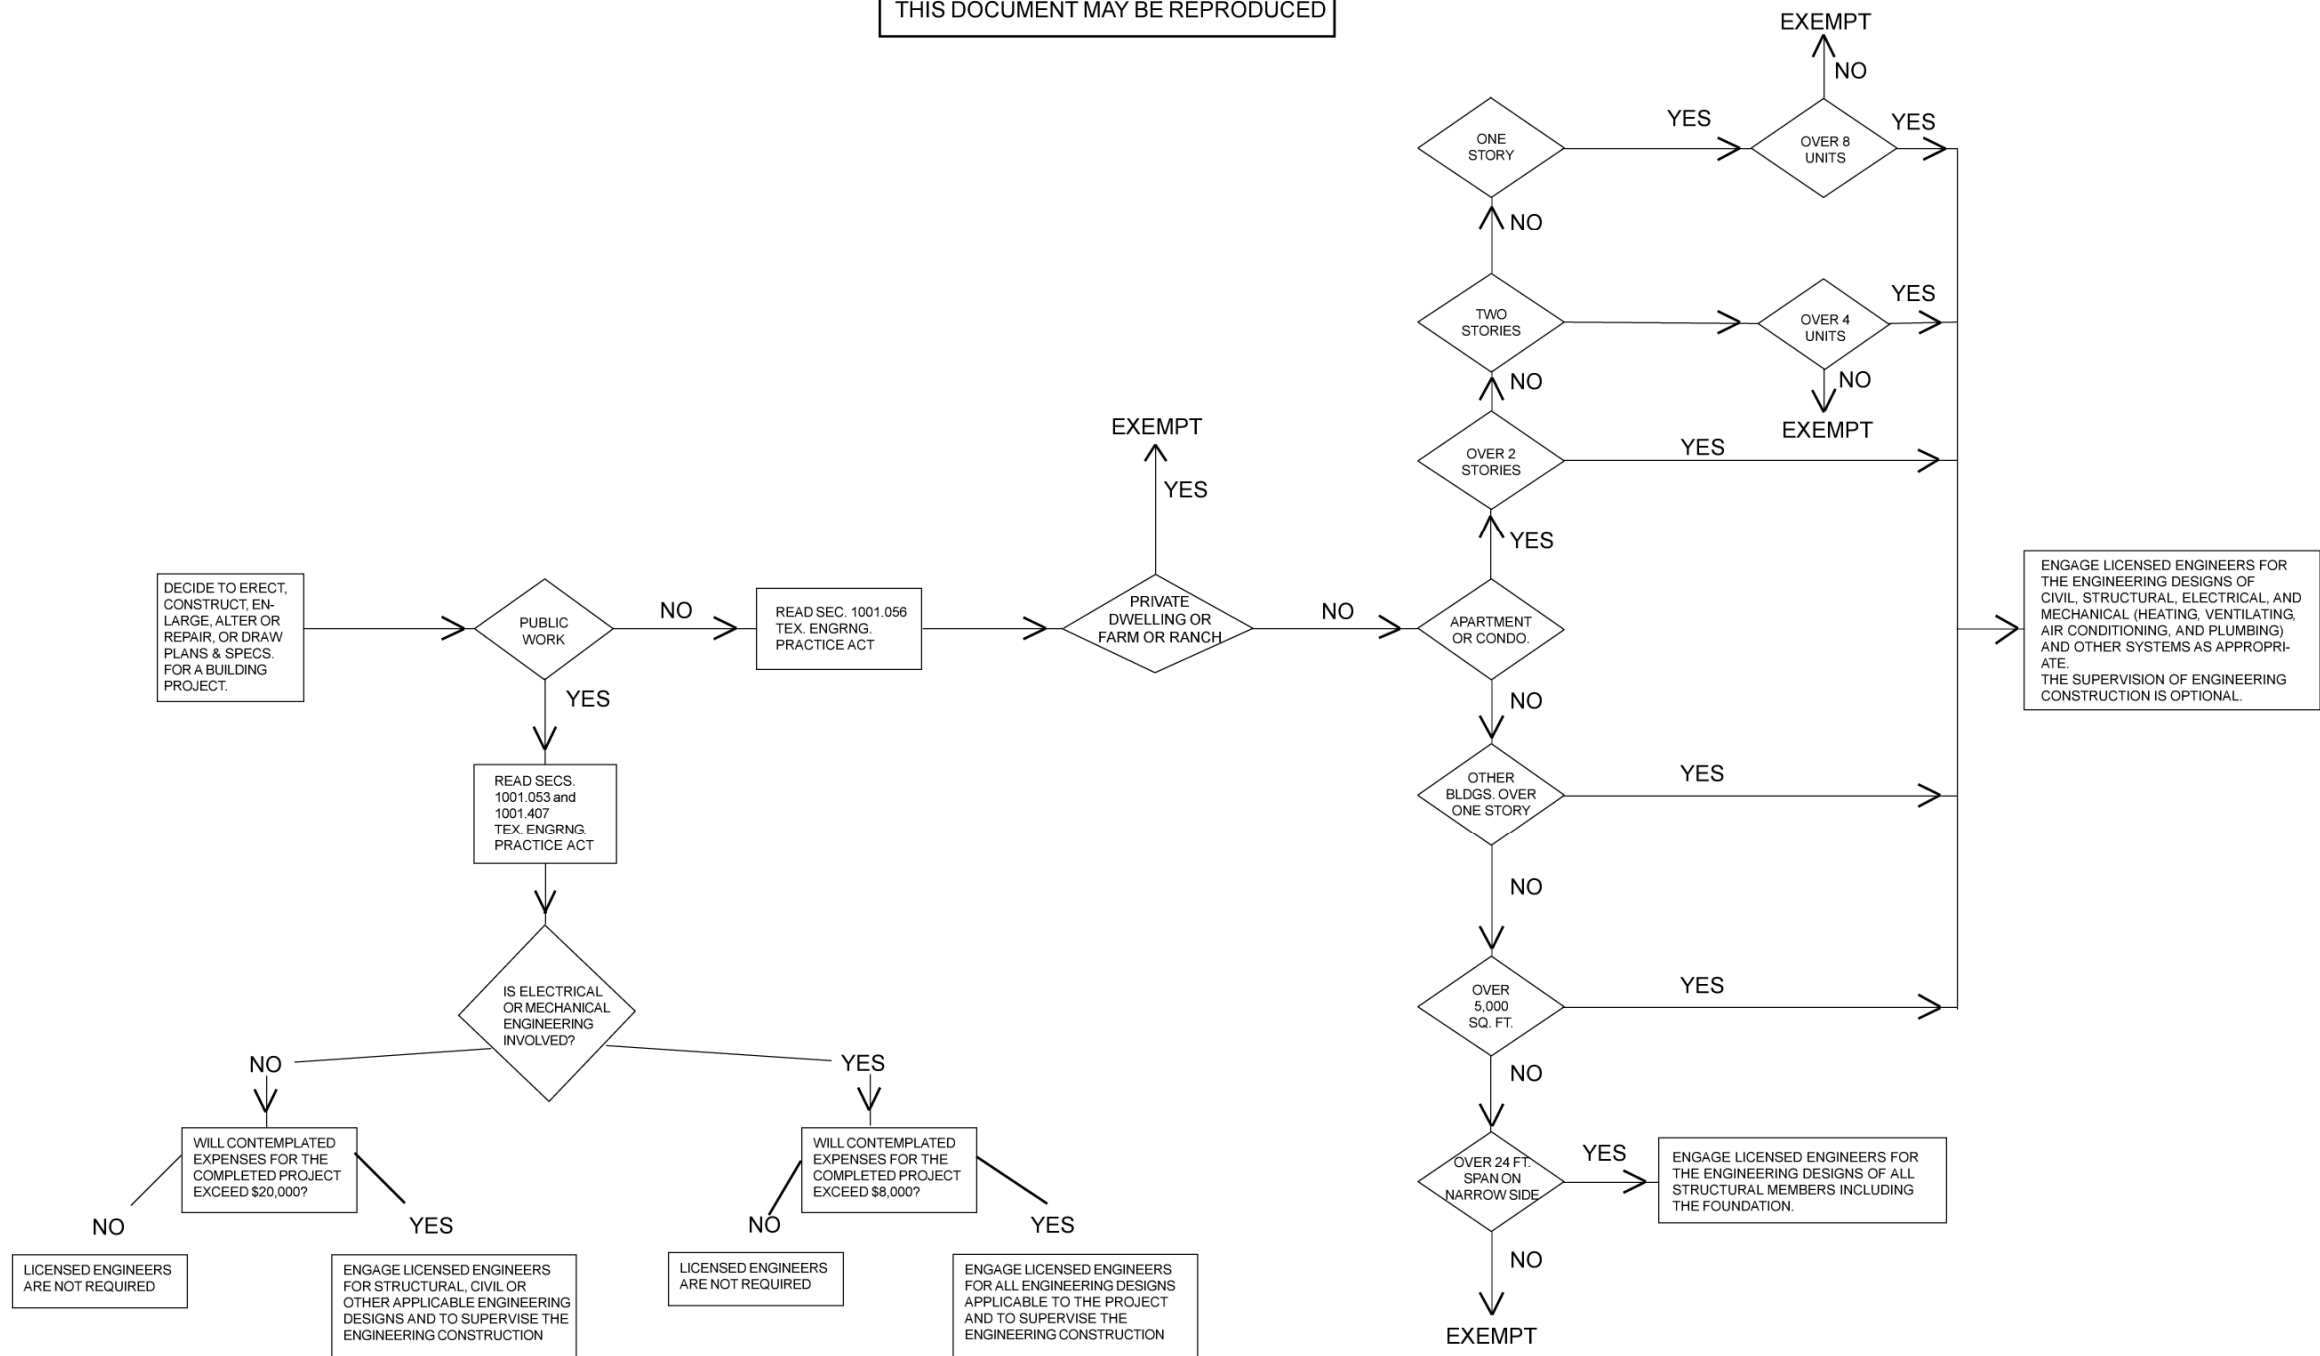 THIS DOCUMENT MAY BE REPRODUCED
EXEMPT
NO
ONE
STORY
YES
OVER 8
UNITS
YES
NO
TWO
STORIES
OVER 4
UNITS
YES
NO
EXEMPT
NO
OVER 2
STORIES
YES
YES
EXEMPT
YES
DECIDE TO ERECT,
CONSTRUCT, EN-
LARGE, ALTER OR
REPAIR, OR DRAW
PLANS & SPECS.
FOR A BUILDING
PROJECT.
PUBLIC
WORK
NO
READ SEC. 1001.056
TEX. ENGRNG.
PRACTICE ACT
PRIVATE
DWELLING OR
FARM OR RANCH
NO
APARTMENT
OR CONDO.
ENGAGE LICENSED ENGINEERS FOR
THE ENGINEERING DESIGNS OF
CIVIL, STRUCTURAL, ELECTRICAL, AND
MECHANICAL (HEATING, VENTILATING,
AIR CONDITIONING, AND PLUMBING)
AND OTHER SYSTEMS AS APPROPRI-
ATE.
THE SUPERVISION OF ENGINEERING
CONSTRUCTION IS OPTIONAL.
YES
NO
READ SECS.
1001.053 and
1001.407
TEX. ENGRNG.
PRACTICE ACT
OTHER
BLDGS. OVER
ONE STORY
YES
NO
IS ELECTRICAL
OR MECHANICAL
ENGINEERING
INVOLVED?
OVER
5,000
SQ. FT.
YES
NO
YES
NO
WILL CONTEMPLATED
EXPENSES FOR THE
COMPLETED PROJECT
EXCEED $20,000?
WILL CONTEMPLATED
EXPENSES FOR THE
COMPLETED PROJECT
EXCEED $8,000?
OVER 24 FT.
SPAN ON
NARROW SIDE
YES
ENGAGE LICENSED ENGINEERS FOR
THE ENGINEERING DESIGNS OF ALL
STRUCTURAL MEMBERS INCLUDING
THE FOUNDATION.
NO
YES
NO
YES
NO
LICENSED ENGINEERS
ARE NOT REQUIRED
ENGAGE LICENSED ENGINEERS
FOR STRUCTURAL, CIVIL OR
OTHER APPLICABLE ENGINEERING
DESIGNS AND TO SUPERVISE THE
ENGINEERING CONSTRUCTION
LICENSED ENGINEERS
ARE NOT REQUIRED
ENGAGE LICENSED ENGINEERS
FOR ALL ENGINEERING DESIGNS
APPLICABLE TO THE PROJECT
AND TO SUPERVISE THE
ENGINEERING CONSTRUCTION
EXEMPT